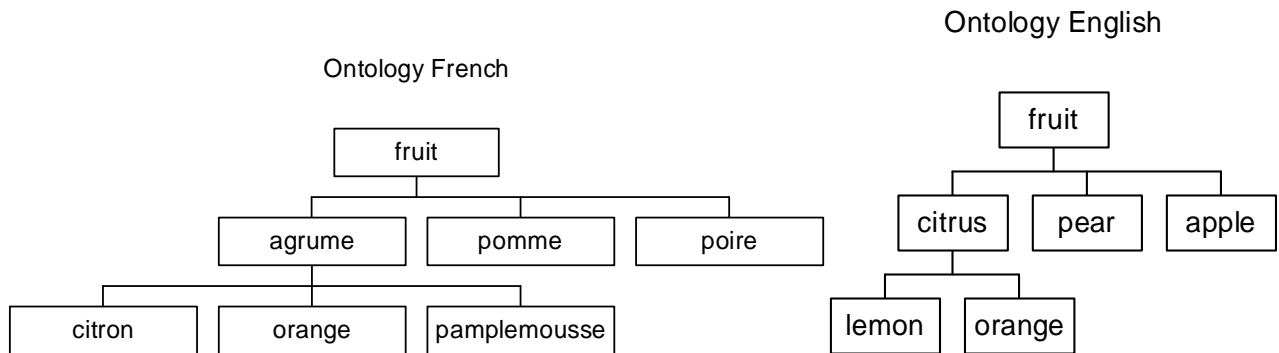 Ontology French
fruit
agrume pomme poire
citron orange pamplemousse
Ontology English
fruit
citrus pear apple
lemon orange